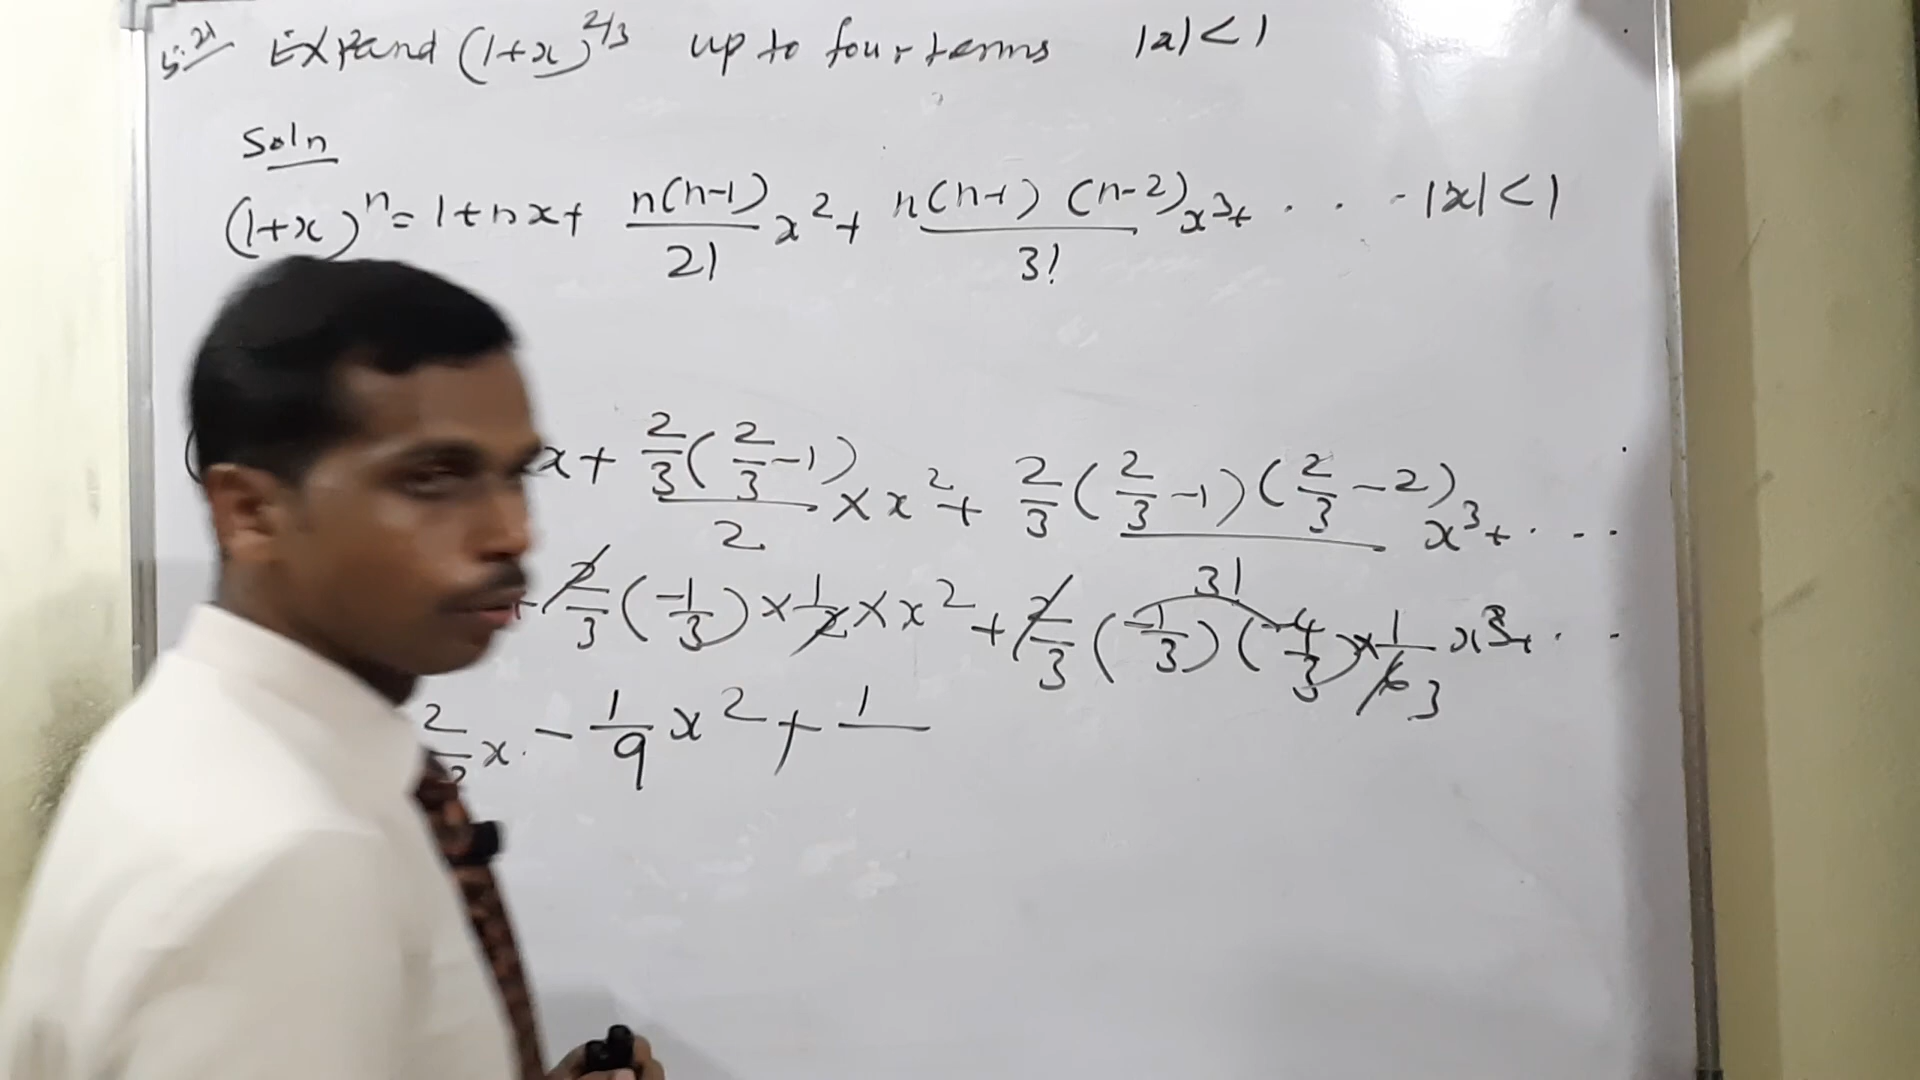 5.21 Expand (1+x)^2/3 up to four terms |x|<1
Soln
(1+x)^n = 1+nx+ n(n-1)/2! x^2 + n(n-1)(n-2)/3! x^3 + . . . - |x|<1
x + 2/3(2/3-1)/2 × x^2 + 2/3(2/3-1)(2/3-2)/3! x^3 + . . .
2/3(-1/3) × 1/2 × x^2 + 2/3(-1/3)(-4/3) × 1/6 3 x^3 + . .
2/3 x - 1/9 x^2 + 1/